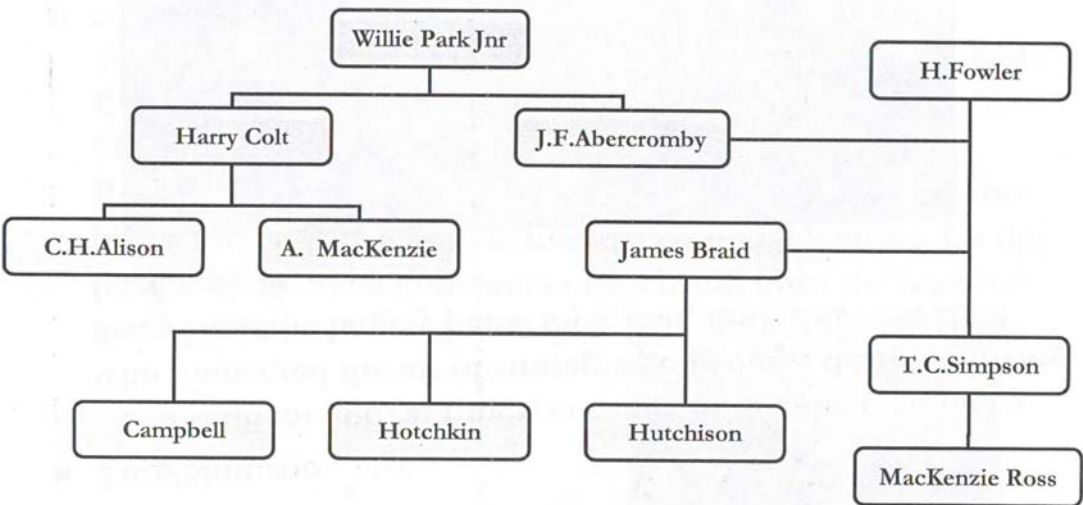 Willie Park Jnr
H.Fowler
Harry Colt
J.F.Abercromby
C.H.Alison
A. MacKenzie
James Braid
T.C.Simpson
Campbell
Hotchkin
Hutchison
MacKenzie Ross